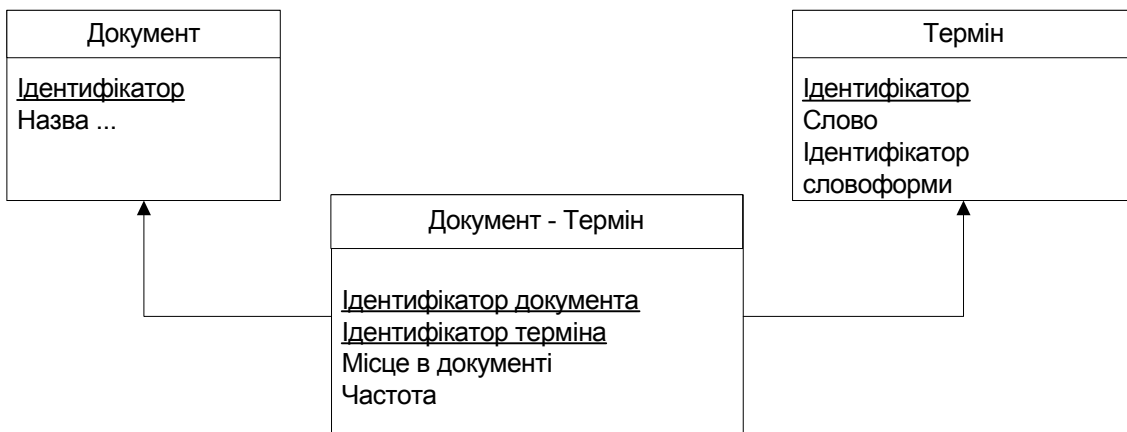 Документ
Ідентифікатор
Назва ...
Термін
Ідентифікатор
Слово
Ідентифікатор
словоформи
Документ - Термін
Ідентифікатор документа
Ідентифікатор терміна
Місце в документі
Частота